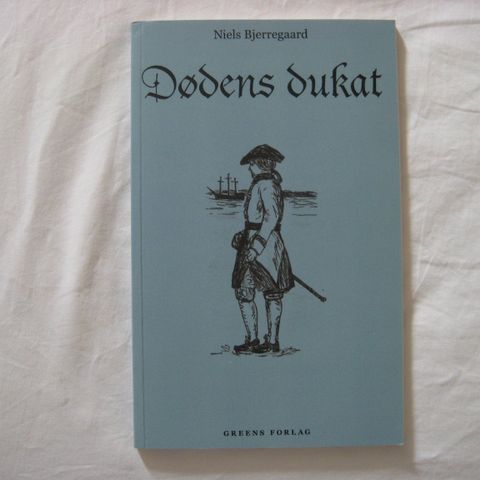 Niels Bjerregaard
Dødens dukat
GREENS FORLAG